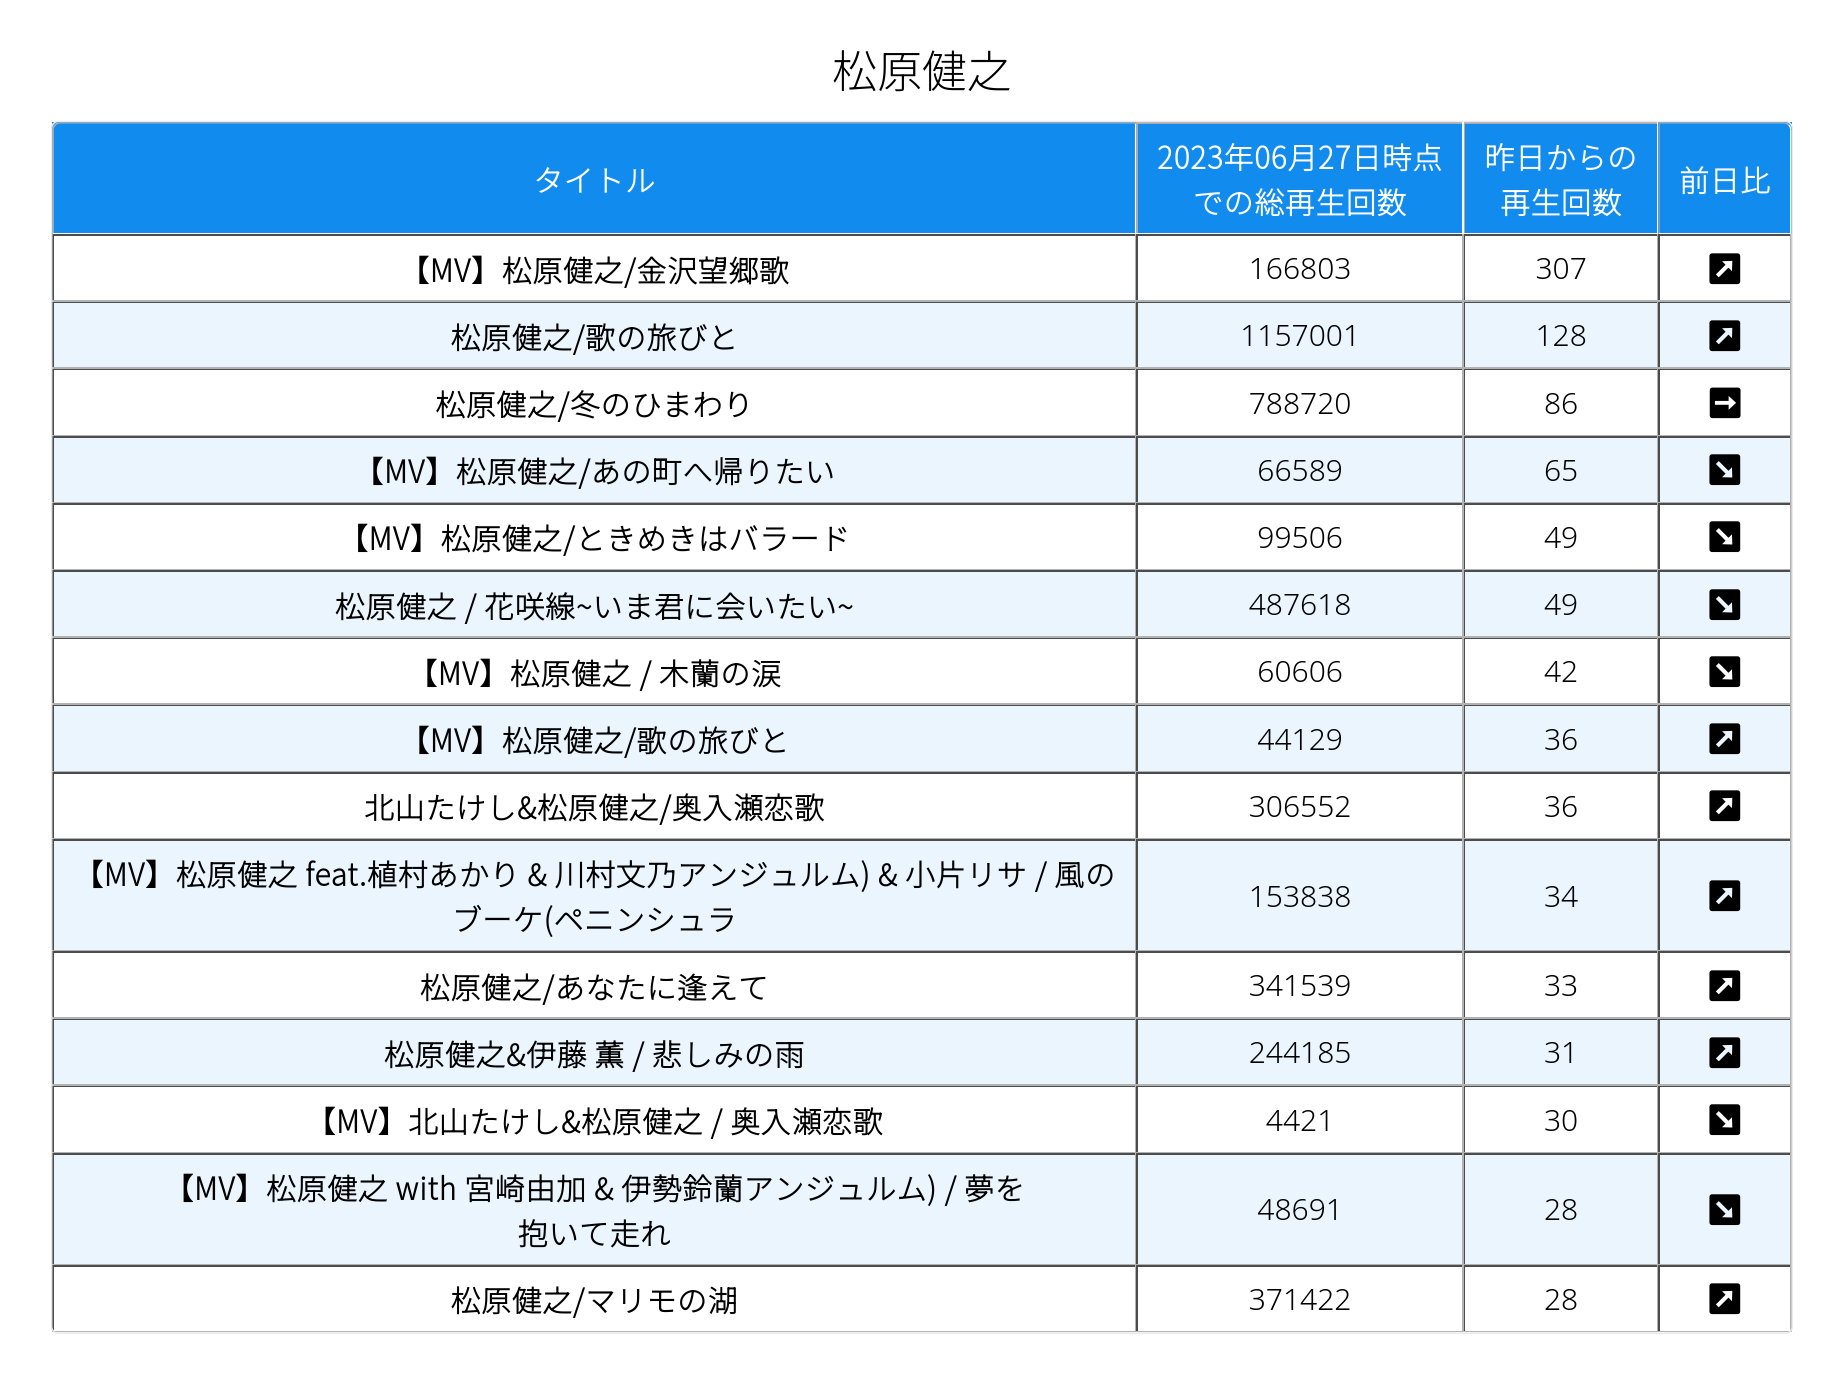 松原健之
タイトル
2023年06月27日時点
での総再生回数
昨日からの
再生回数
前日比
【MV】松原健之/金沢望郷歌 166803 307
松原健之/歌の旅びと 1157001 128
松原健之/冬のひまわり 788720 86
【MV】松原健之/あの町へ帰りたい 66589 65
【MV】松原健之/ときめきはバラード 99506 49
松原健之 / 花咲線~いま君に会いたい~ 487618 49
【MV】松原健之 / 木蘭の涙 60606 42
【MV】松原健之/歌の旅びと 44129 36
北山たけし&松原健之/奥入瀬恋歌 306552 36
【MV】松原健之 feat.植村あかり & 川村文乃アンジュルム) & 小片リサ / 風の
ブーケ(ペニンシュラ 153838 34
松原健之/あなたに逢えて 341539 33
松原健之&伊藤 薫 / 悲しみの雨 244185 31
【MV】北山たけし&松原健之 / 奥入瀬恋歌 4421 30
【MV】松原健之 with 宮崎由加 & 伊勢鈴蘭アンジュルム) / 夢を
抱いて走れ 48691 28
松原健之/マリモの湖 371422 28